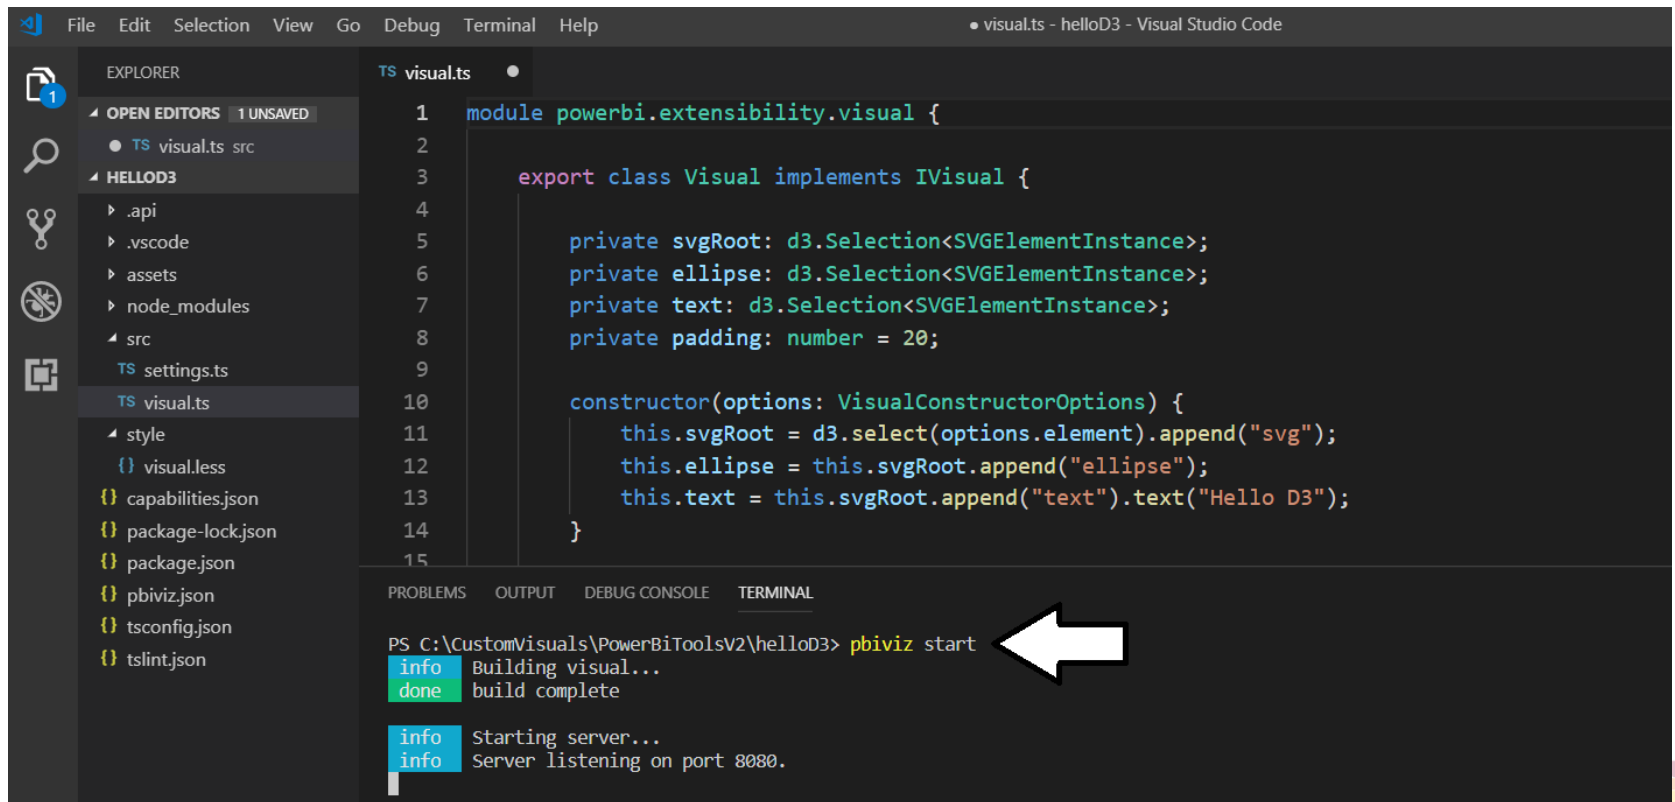 File Edit Selection View Go Debug Terminal Help
● visual.ts - helloD3 - Visual Studio Code
1
EXPLORER
OPEN EDITORS 1 UNSAVED
TS visual.ts src
HELLOD3
.api
.vscode
assets
node_modules
src
TS settings.ts
TS visual.ts
style
{} visual.less
{} capabilities.json
{} package-lock.json
{} package.json
{} pbiviz.json
{} tsconfig.json
{} tslint.json
TS visual.ts ●
1 module powerbi.extensibility.visual {
2
3 export class Visual implements IVisual {
4
5 private svgRoot: d3.Selection<SVGElementInstance>;
6 private ellipse: d3.Selection<SVGElementInstance>;
7 private text: d3.Selection<SVGElementInstance>;
8 private padding: number = 20;
9
10 constructor(options: VisualConstructorOptions) {
11 this.svgRoot = d3.select(options.element).append("svg");
12 this.ellipse = this.svgRoot.append("ellipse");
13 this.text = this.svgRoot.append("text").text("Hello D3");
14 }
15
PROBLEMS OUTPUT DEBUG CONSOLE TERMINAL
PS C:\CustomVisuals\PowerBiToolsV2\helloD3> pbiviz start
info Building visual...
done build complete
info Starting server...
info Server listening on port 8080.